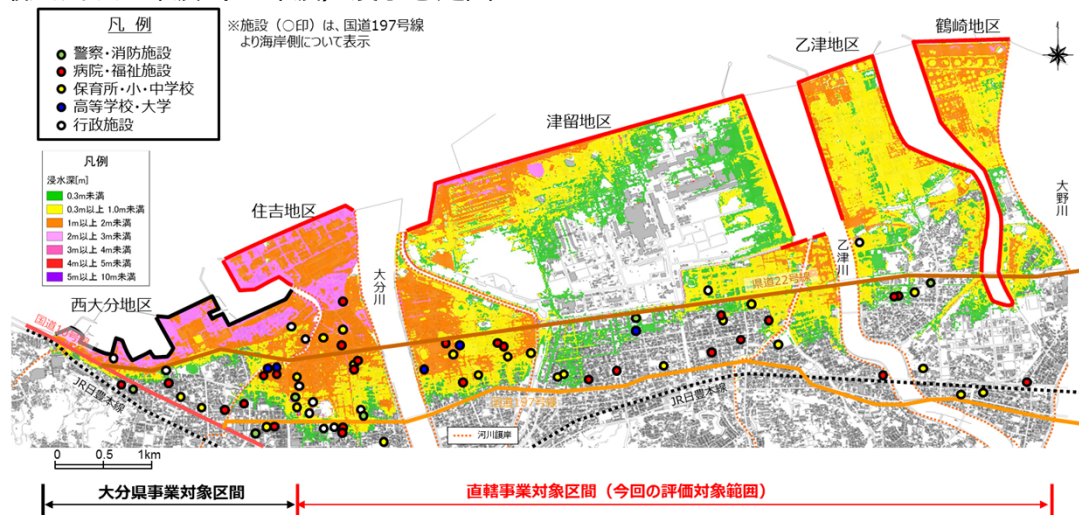 凡 例
警察・消防施設
病院・福祉施設
保育所・小・中学校
高等学校・大学
行政施設
※施設（○印）は、国道197号線
より海岸側について表示
凡例
浸水深[m]
0.3m未満
0.3m以上 1.0m未満
1m以上 2m未満
2m以上 3m未満
3m以上 4m未満
4m以上 5m未満
5m以上 10m未満
西大分地区
住吉地区
津留地区
乙津地区
鶴崎地区
大分川
乙津川
大野川
県道22号線
国道197号線
国道
JR日豊本線
JR日豊本線
河川護岸
0 0.5 1km
大分県事業対象区間
直轄事業対象区間（今回の評価対象範囲）